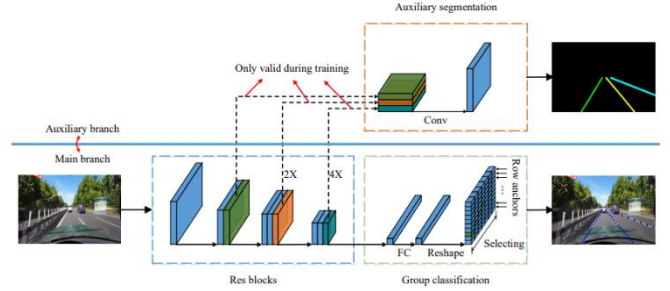 Auxiliary segmentation
Only valid during training
Conv
Auxiliary branch
Main branch
2X
4X
Row anchors
...
FC
Reshape
Selecting
Res blocks
Group classification